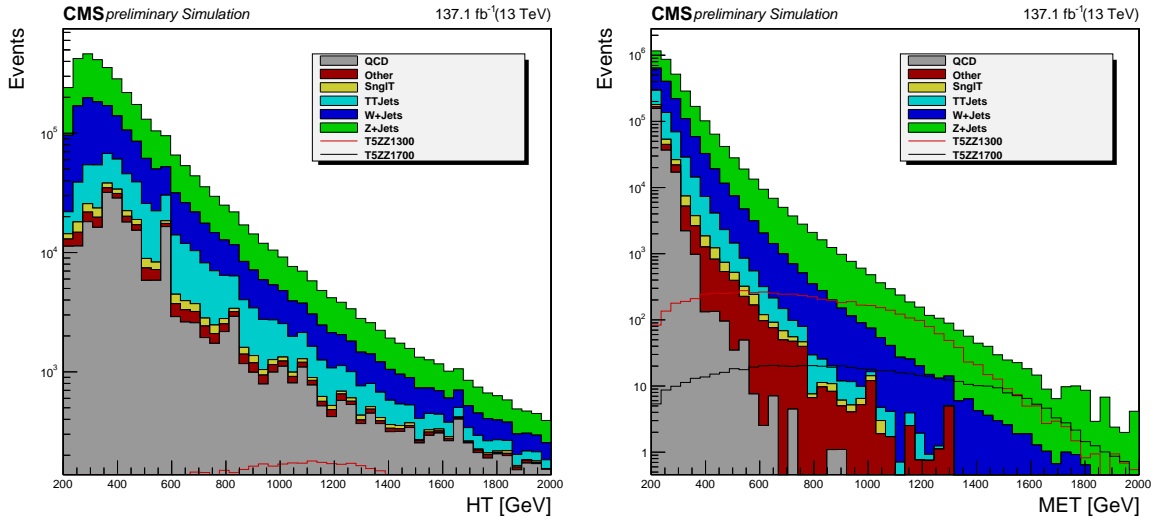 CMS preliminary Simulation 137.1 fb⁻¹(13 TeV)
Events
QCD
Other
SnglT
TTJets
W+Jets
Z+Jets
T5ZZ1300
T5ZZ1700
10⁵
10⁴
10³
200 400 600 800 1000 1200 1400 1600 1800 2000
HT [GeV]
CMS preliminary Simulation 137.1 fb⁻¹(13 TeV)
Events
QCD
Other
SnglT
TTJets
W+Jets
Z+Jets
T5ZZ1300
T5ZZ1700
10⁶
10⁵
10⁴
10³
10²
10
1
200 400 600 800 1000 1200 1400 1600 1800 2000
MET [GeV]